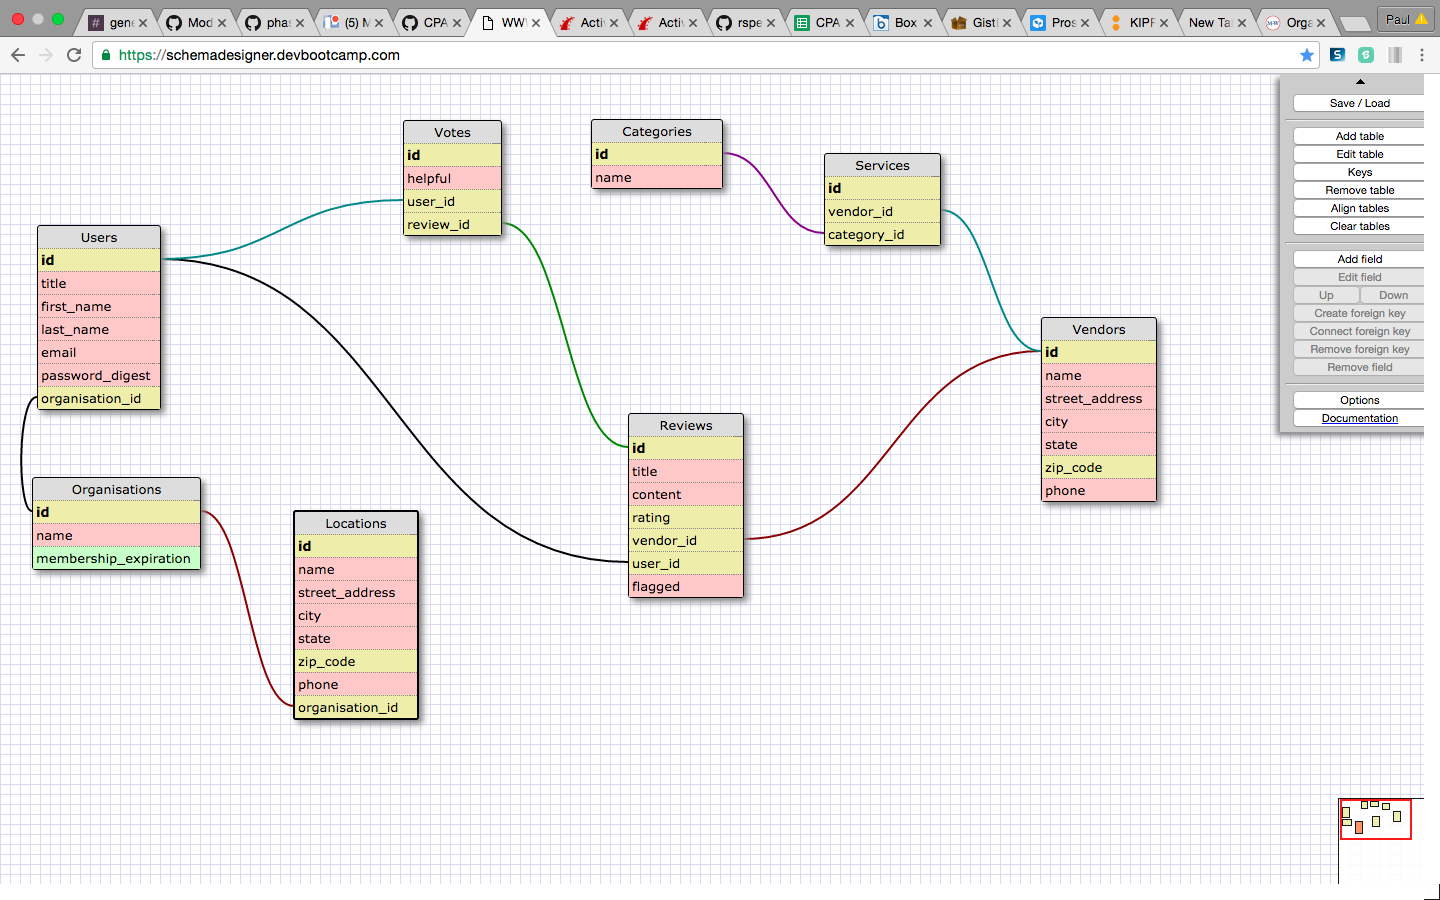 gene
Mod
phas
(5) M
CPA
WWW
Activ
Activ
rspe
CPA
Box
Gist
Pros
KIPF
New Ta
Orga
Paul
https://schemadesigner.devbootcamp.com
Save / Load
Add table
Edit table
Keys
Remove table
Align tables
Clear tables
Add field
Edit field
Up Down
Create foreign key
Connect foreign key
Remove foreign key
Remove field
Options
Documentation
Votes
id
helpful
user_id
review_id
Categories
id
name
Services
id
vendor_id
category_id
Users
id
title
first_name
last_name
email
password_digest
organisation_id
Vendors
id
name
street_address
city
state
zip_code
phone
Reviews
id
title
content
rating
vendor_id
user_id
flagged
Organisations
id
name
membership_expiration
Locations
id
name
street_address
city
state
zip_code
phone
organisation_id